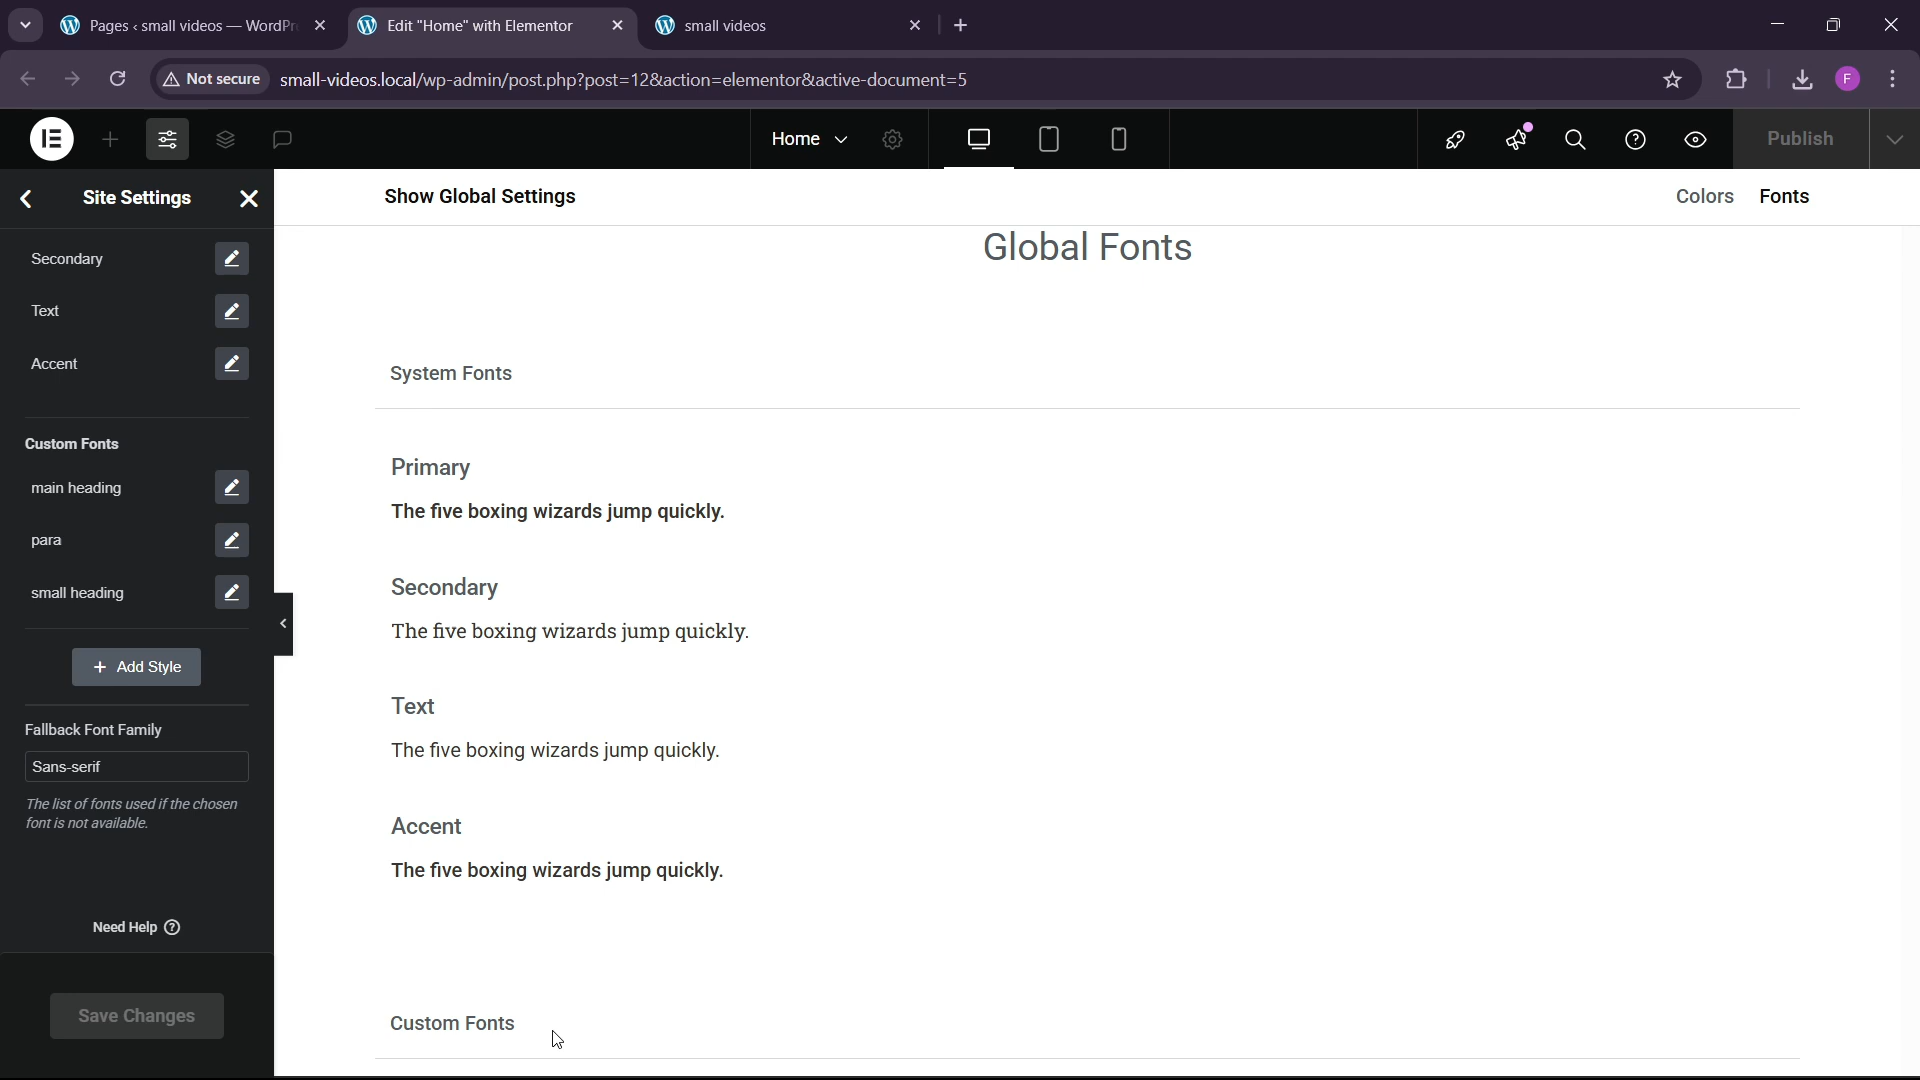 Pages ‹ small videos — WordPr
Edit "Home" with Elementor
small videos
Not secure
small-videos.local/wp-admin/post.php?post=12&action=elementor&active-document=5
F
Home
Publish
Site Settings
Show Global Settings
Colors
Fonts
Secondary
Text
Accent
Custom Fonts
main heading
para
small heading
+ Add Style
Fallback Font Family
Sans-serif
The list of fonts used if the chosen
font is not available.
Need Help
Save Changes
Global Fonts
System Fonts
Primary
The five boxing wizards jump quickly.
Secondary
The five boxing wizards jump quickly.
Text
The five boxing wizards jump quickly.
Accent
The five boxing wizards jump quickly.
Custom Fonts